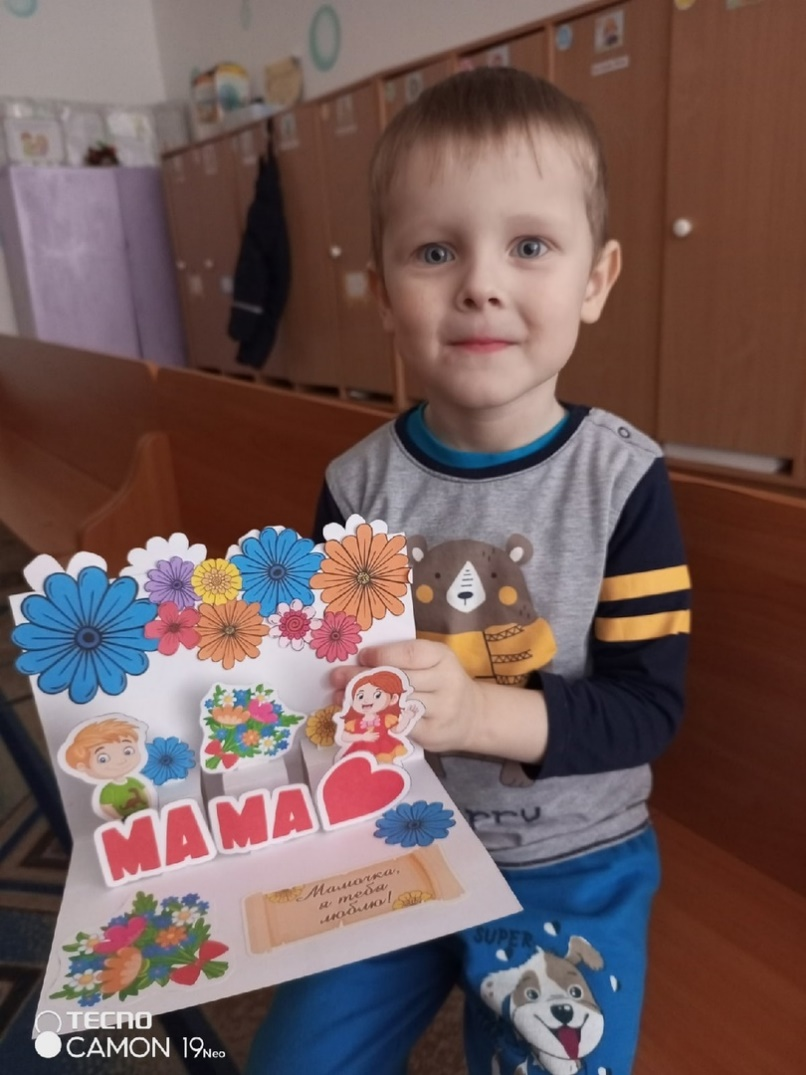 МАМА
Мамочка,
я тебя
люблю!
SUPER
TECNO
CAMON 19Neo